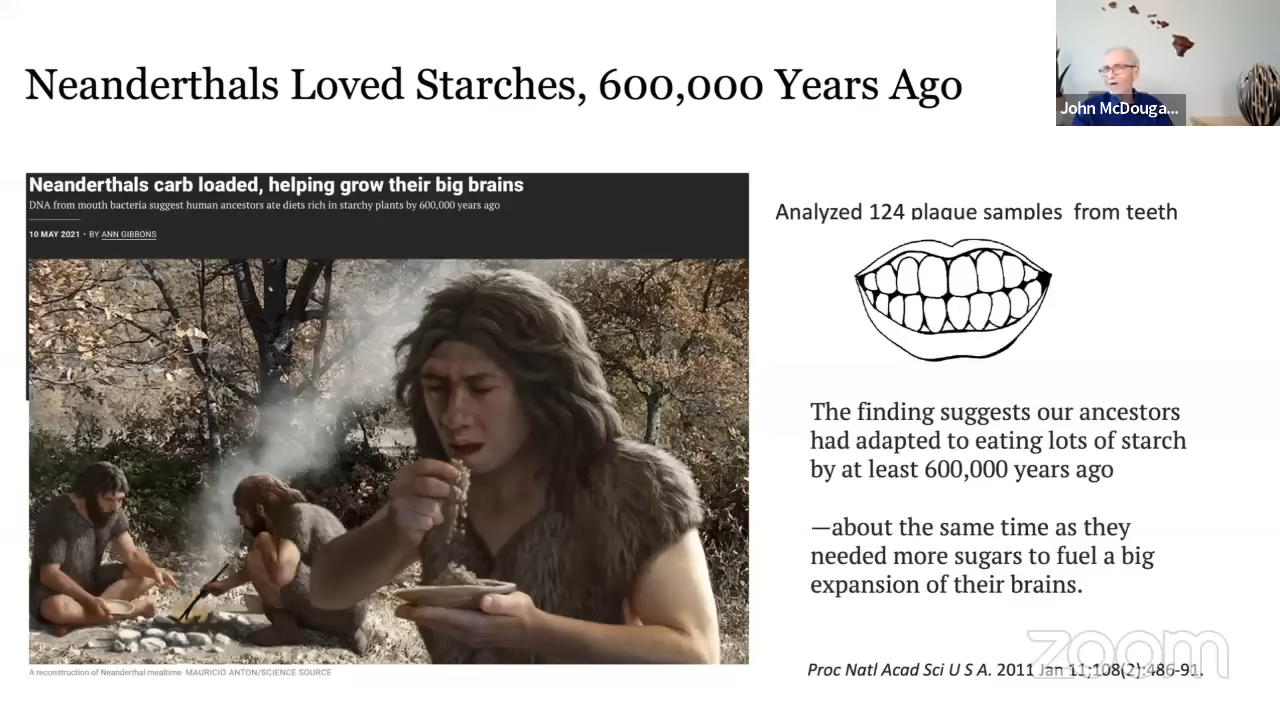 Neanderthals Loved Starches, 600,000 Years Ago
John McDouga...
Neanderthals carb loaded, helping grow their big brains
DNA from mouth bacteria suggest human ancestors ate diets rich in starchy plants by 600,000 years ago
10 MAY 2021 • BY ANN GIBBONS
A reconstruction of Neanderthal mealtime MAURICIO ANTON/SCIENCE SOURCE
Analyzed 124 plaque samples from teeth
The finding suggests our ancestors
had adapted to eating lots of starch
by at least 600,000 years ago
—about the same time as they
needed more sugars to fuel a big
expansion of their brains.
zoom
Proc Natl Acad Sci U S A. 2011 Jan 11;108(2):486-91.